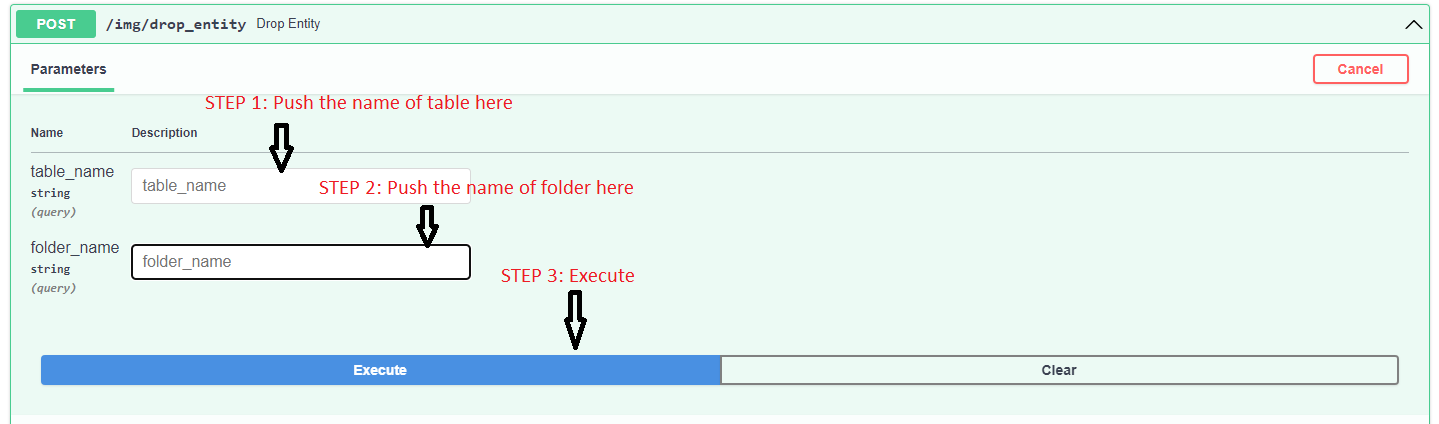 POST /img/drop_entity Drop Entity
Parameters
Cancel
STEP 1: Push the name of table here
Name Description
table_name
string
(query)
table_name
STEP 2: Push the name of folder here
folder_name
string
(query)
folder_name
STEP 3: Execute
Execute Clear